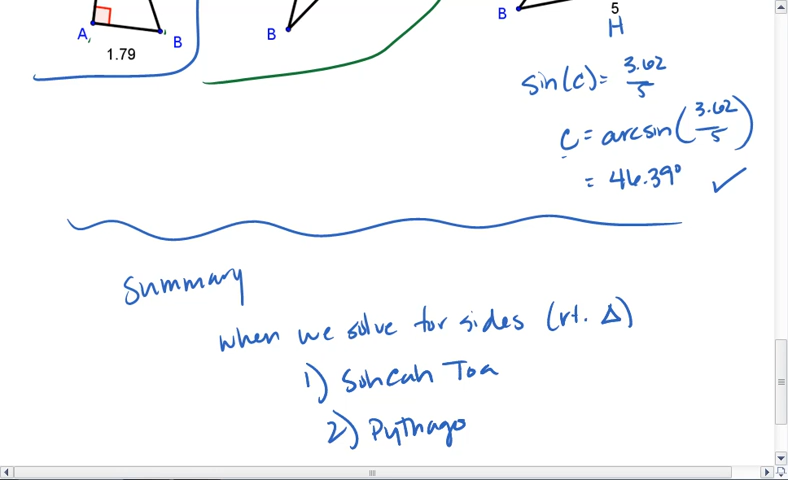 A, B
1.79
B
B
5
H
sin(c)= 3.62/5
c = arcsin(3.62/5)
= 46.39° ✓
Summary
when we solve for sides (rt. Δ)
1) Sohcah Toa
2) Pythago